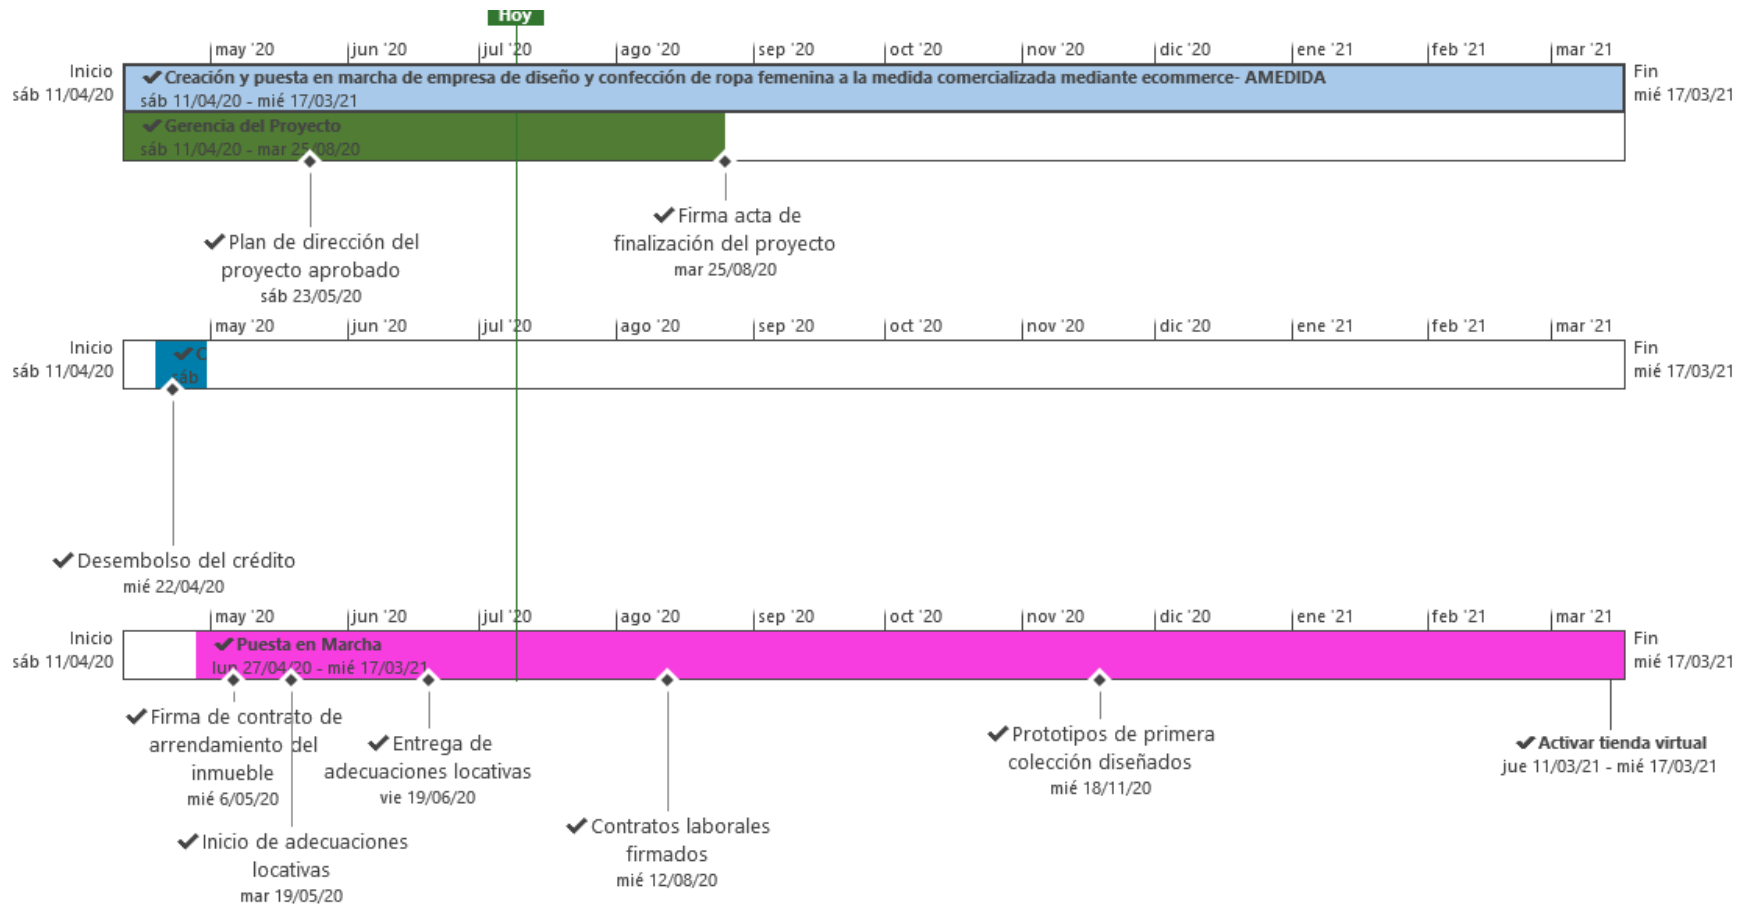 Hoy
may '20 jun '20 jul '20 ago '20 sep '20 oct '20 nov '20 dic '20 ene '21 feb '21 mar '21
Inicio
sáb 11/04/20
Creación y puesta en marcha de empresa de diseño y confección de ropa femenina a la medida comercializada mediante ecommerce- AMEDIDA
sáb 11/04/20 - mié 17/03/21
Fin
mié 17/03/21
Gerencia del Proyecto
sáb 11/04/20 - mar 25/08/20
Plan de dirección del
proyecto aprobado
sáb 23/05/20
Firma acta de
finalización del proyecto
mar 25/08/20
may '20 jun '20 jul '20 ago '20 sep '20 oct '20 nov '20 dic '20 ene '21 feb '21 mar '21
Inicio
sáb 11/04/20
C
sáb
Fin
mié 17/03/21
Desembolso del crédito
mié 22/04/20
may '20 jun '20 jul '20 ago '20 sep '20 oct '20 nov '20 dic '20 ene '21 feb '21 mar '21
Inicio
sáb 11/04/20
Puesta en Marcha
lun 27/04/20 - mié 17/03/21
Fin
mié 17/03/21
Firma de contrato de
arrendamiento del
inmueble
mié 6/05/20
Inicio de adecuaciones
locativas
mar 19/05/20
Entrega de
adecuaciones locativas
vie 19/06/20
Contratos laborales
firmados
mié 12/08/20
Prototipos de primera
colección diseñados
mié 18/11/20
Activar tienda virtual
jue 11/03/21 - mié 17/03/21